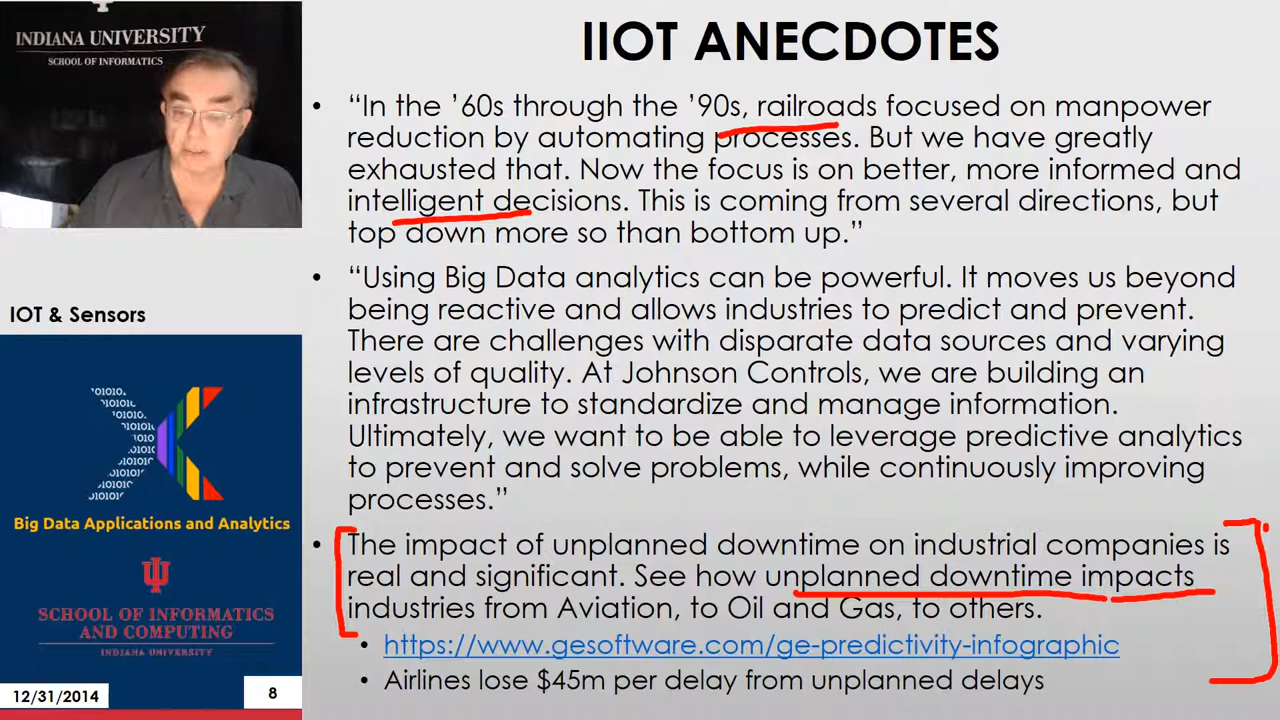 INDIANA UNIVERSITY
SCHOOL OF INFORMATICS
IIOT ANECDOTES
• “In the ’60s through the ’90s, railroads focused on manpower
reduction by automating processes. But we have greatly
exhausted that. Now the focus is on better, more informed and
intelligent decisions. This is coming from several directions, but
top down more so than bottom up.”
• “Using Big Data analytics can be powerful. It moves us beyond
being reactive and allows industries to predict and prevent.
There are challenges with disparate data sources and varying
levels of quality. At Johnson Controls, we are building an
infrastructure to standardize and manage information.
Ultimately, we want to be able to leverage predictive analytics
to prevent and solve problems, while continuously improving
processes.”
• The impact of unplanned downtime on industrial companies is
real and significant. See how unplanned downtime impacts
industries from Aviation, to Oil and Gas, to others.
• https://www.gesoftware.com/ge-predictivity-infographic
• Airlines lose $45m per delay from unplanned delays
IOT & Sensors
Big Data Applications and Analytics
SCHOOL OF INFORMATICS
AND COMPUTING
INDIANA UNIVERSITY
12/31/2014
8